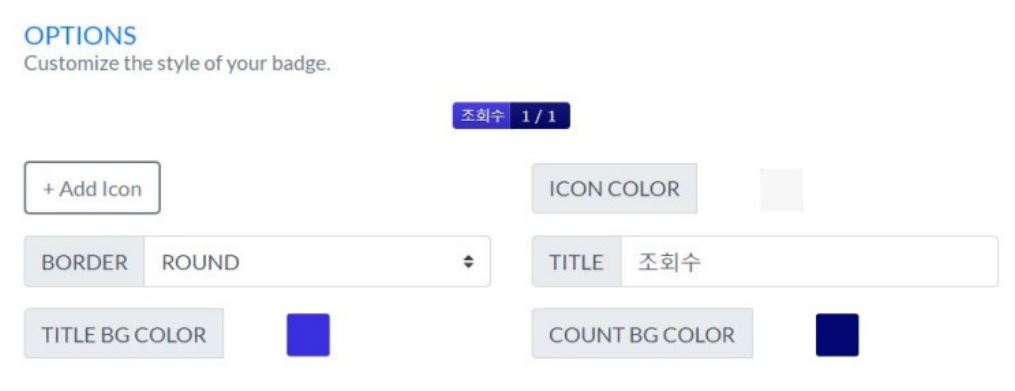 OPTIONS
Customize the style of your badge.
조회수 1 / 1
+ Add Icon
ICON COLOR
BORDER ROUND
TITLE 조회수
TITLE BG COLOR
COUNT BG COLOR